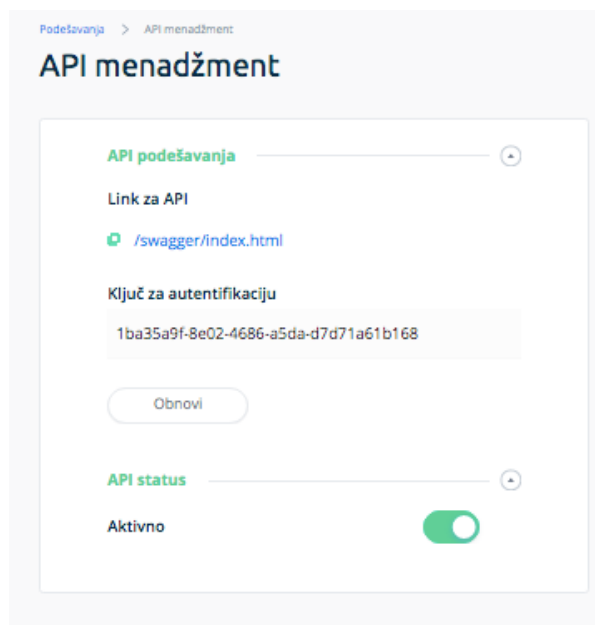 Podešavanja > API menadžment
API menadžment
API podešavanja
Link za API
/swagger/index.html
Ključ za autentifikaciju
1ba35a9f-8e02-4686-a5da-d7d71a61b168
Obnovi
API status
Aktivno